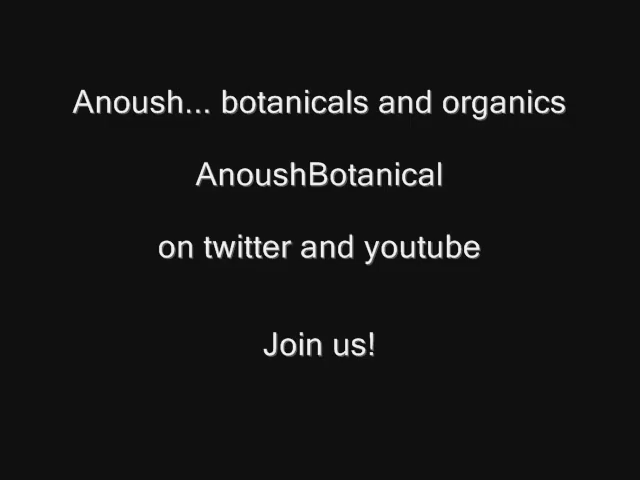 Anoush... botanicals and organics
AnoushBotanical
on twitter and youtube
Join us!